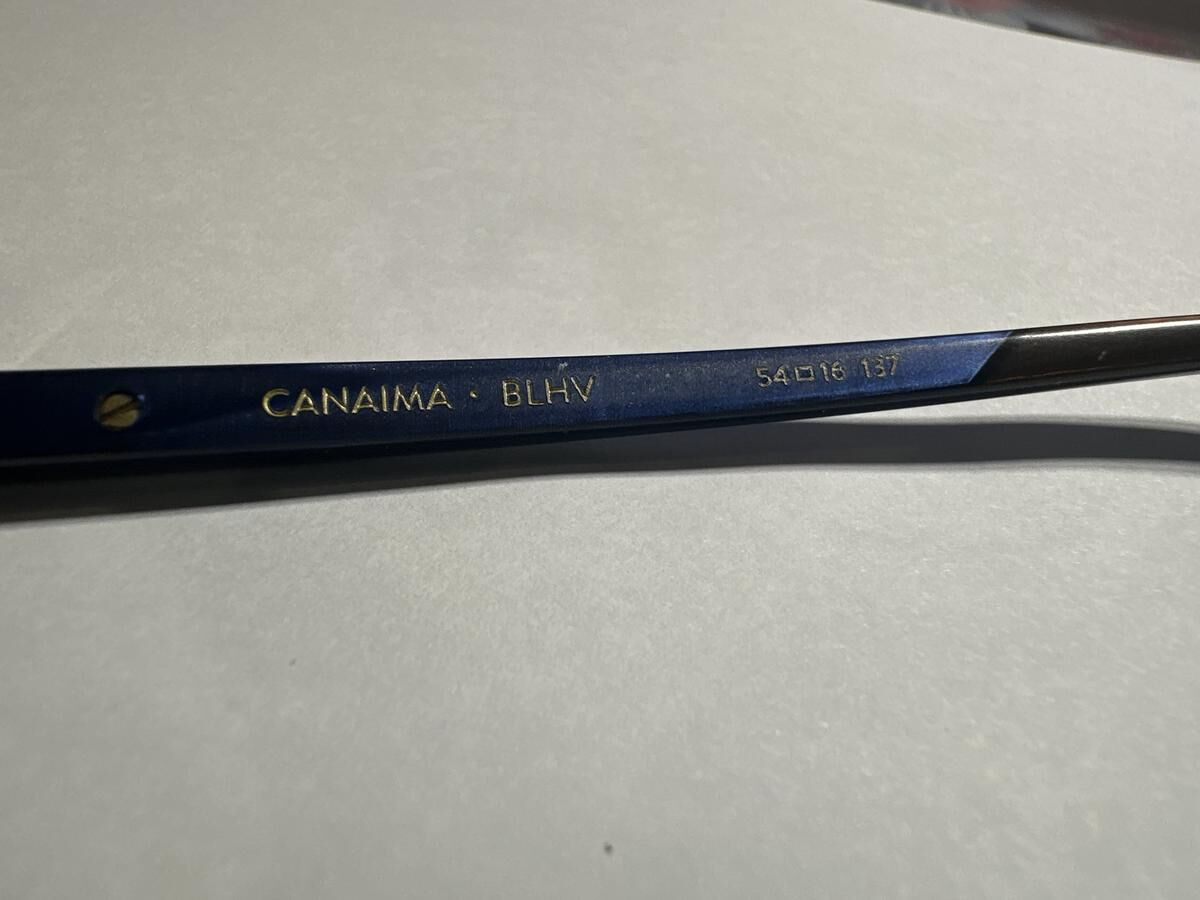 CANAIMA · BLHV 54□16 137